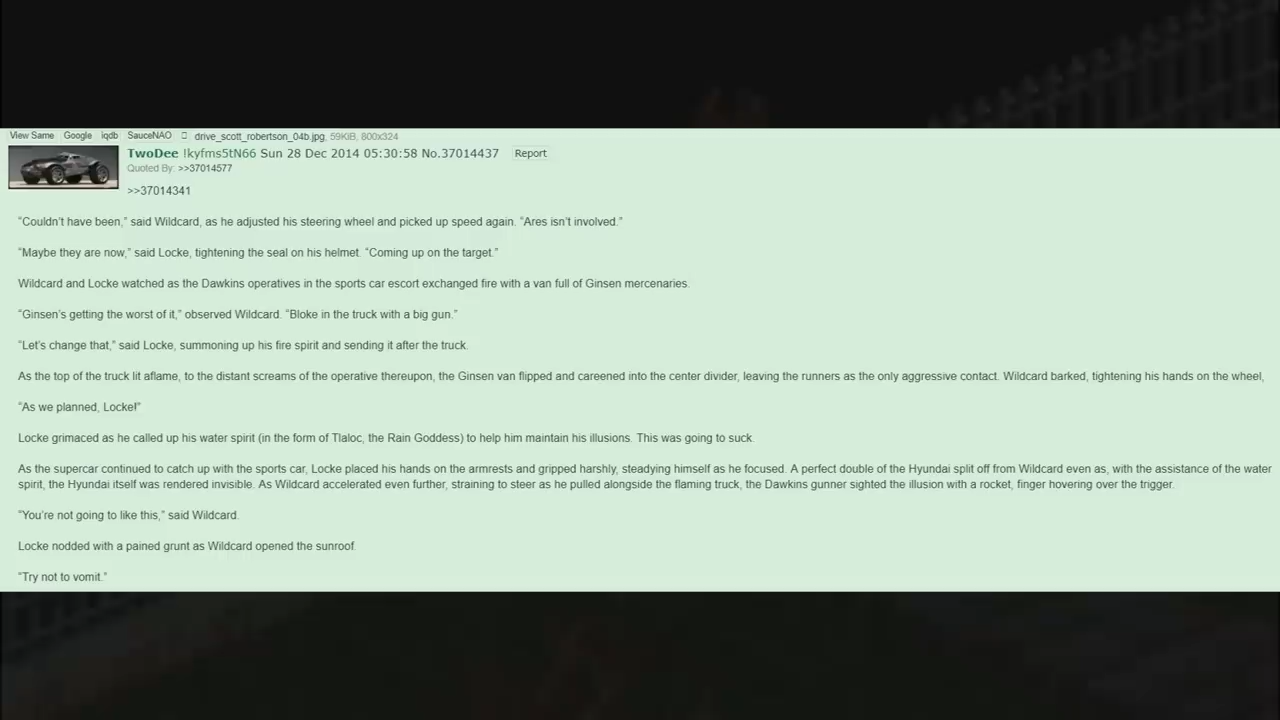 View Same Google iqdb SauceNAO drive_scott_robertson_04b.jpg, 59KiB, 800x324
TwoDee !kyfms5tN66 Sun 28 Dec 2014 05:30:58 No.37014437 Report
Quoted By: >>37014577
>>37014341
“Couldn’t have been,” said Wildcard, as he adjusted his steering wheel and picked up speed again. “Ares isn’t involved.”
“Maybe they are now,” said Locke, tightening the seal on his helmet. “Coming up on the target.”
Wildcard and Locke watched as the Dawkins operatives in the sports car escort exchanged fire with a van full of Ginsen mercenaries.
“Ginsen’s getting the worst of it,” observed Wildcard. “Bloke in the truck with a big gun.”
“Let’s change that,” said Locke, summoning up his fire spirit and sending it after the truck.
As the top of the truck lit aflame, to the distant screams of the operative thereupon, the Ginsen van flipped and careened into the center divider, leaving the runners as the only aggressive contact. Wildcard barked, tightening his hands on the wheel,
“As we planned, Locke!”
Locke grimaced as he called up his water spirit (in the form of Tlaloc, the Rain Goddess) to help him maintain his illusions. This was going to suck.
As the supercar continued to catch up with the sports car, Locke placed his hands on the armrests and gripped harshly, steadying himself as he focused. A perfect double of the Hyundai split off from Wildcard even as, with the assistance of the water
spirit, the Hyundai itself was rendered invisible. As Wildcard accelerated even further, straining to steer as he pulled alongside the flaming truck, the Dawkins gunner sighted the illusion with a rocket, finger hovering over the trigger.
“You’re not going to like this,” said Wildcard.
Locke nodded with a pained grunt as Wildcard opened the sunroof.
“Try not to vomit.”